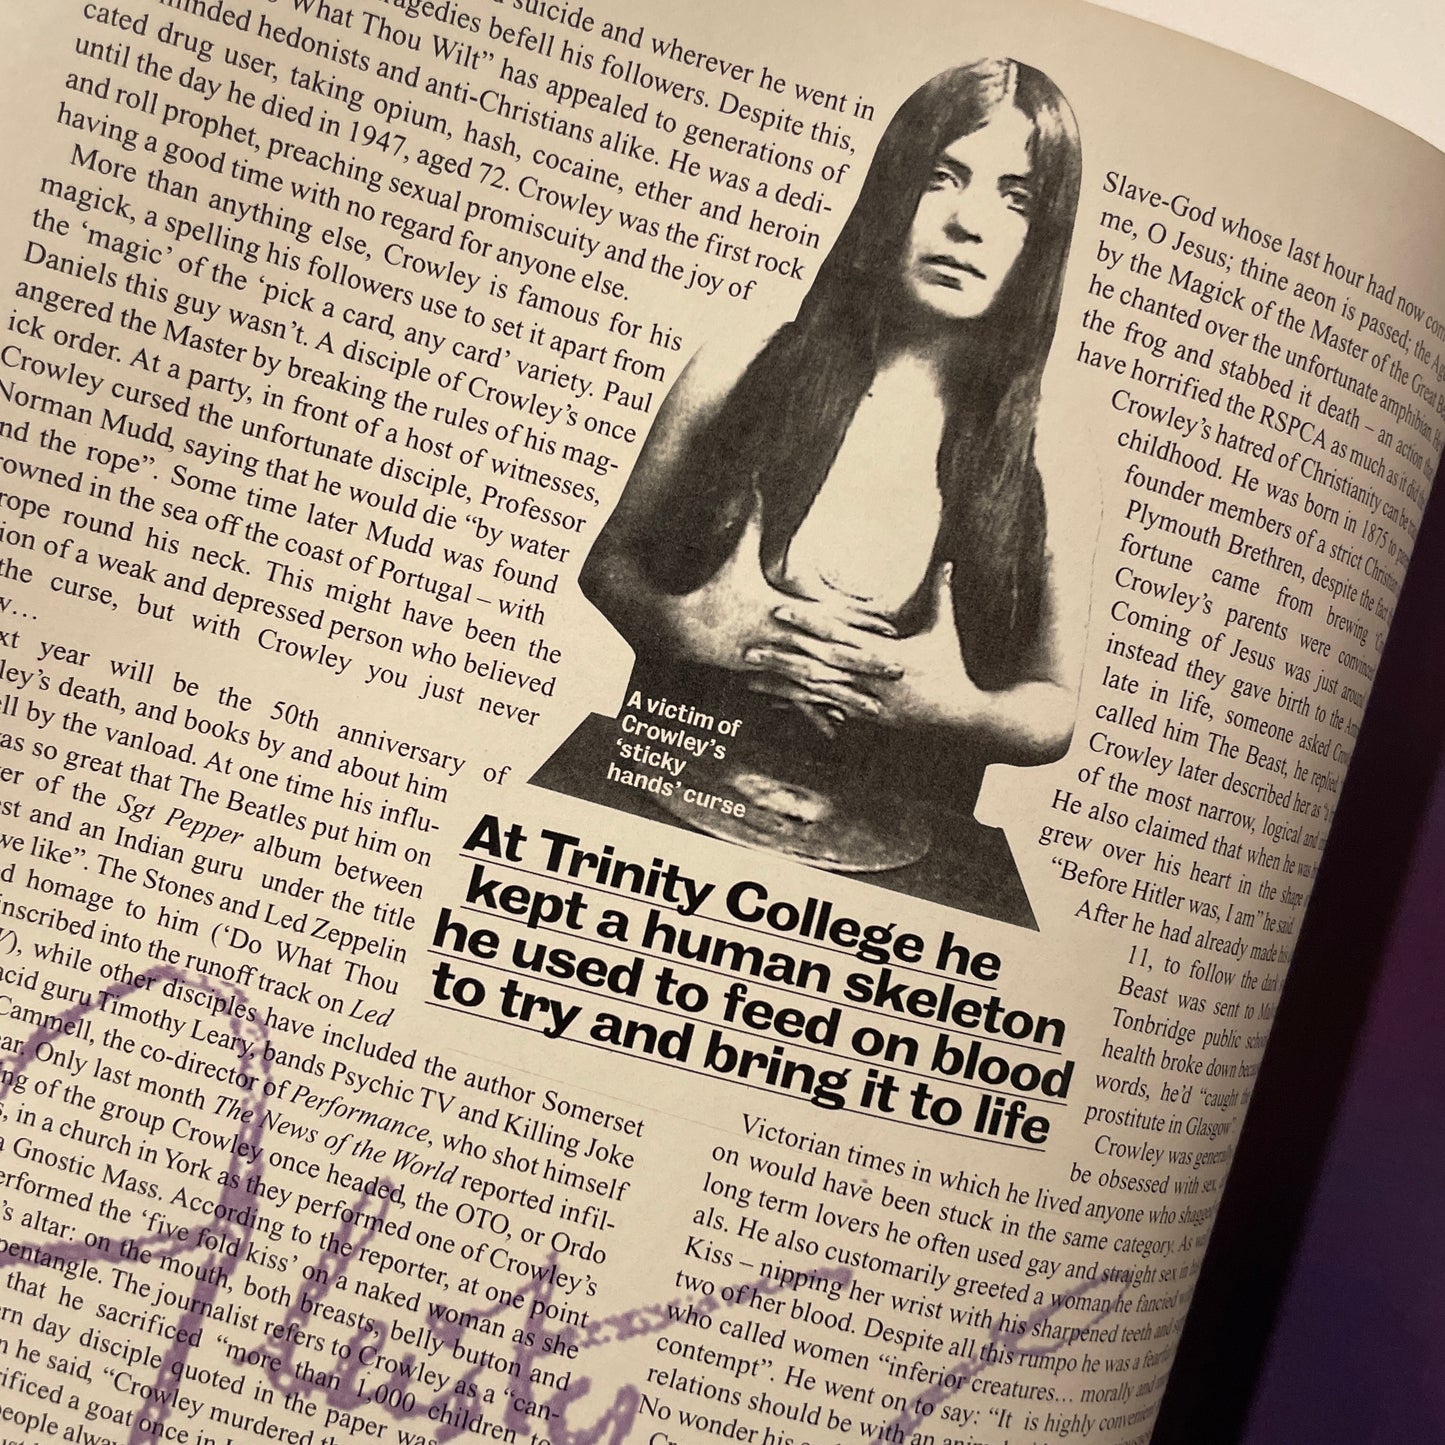 suicide and wherever he went in
tragedies befell his followers. Despite this,
What Thou Wilt” has appealed to generations of
minded hedonists and anti-Christians alike. He was a dedi-
cated drug user, taking opium, hash, cocaine, ether and heroin
until the day he died in 1947, aged 72. Crowley was the first rock
and roll prophet, preaching sexual promiscuity and the joy of
having a good time with no regard for anyone else.
More than anything else, Crowley is famous for his
magick, a spelling his followers use to set it apart from
the ‘magic’ of the ‘pick a card, any card’ variety. Paul
Daniels this guy wasn’t. A disciple of Crowley’s once
angered the Master by breaking the rules of his mag-
ick order. At a party, in front of a host of witnesses,
Crowley cursed the unfortunate disciple, Professor
Norman Mudd, saying that he would die “by water
and the rope”. Some time later Mudd was found
drowned in the sea off the coast of Portugal – with
rope round his neck. This might have been the
ion of a weak and depressed person who believed
the curse, but with Crowley you just never
w…
xt year will be the 50th anniversary of
ley’s death, and books by and about him
ell by the vanload. At one time his influ-
was so great that The Beatles put him on
er of the Sgt Pepper album between
est and an Indian guru under the title
we like”. The Stones and Led Zeppelin
d homage to him (‘Do What Thou
inscribed into the runoff track on Led
V), while other disciples have included the author Somerset
acid guru Timothy Leary, bands Psychic TV and Killing Joke
Cammell, the co-director of Performance, who shot himself
ear. Only last month The News of the World reported infil-
ng of the group Crowley once headed, the OTO, or Ordo
s, in a church in York as they performed one of Crowley’s
a Gnostic Mass. According to the reporter, at one point
erformed the ‘five fold kiss’ on a naked woman as she
’s altar: on the mouth, both breasts, belly button and
pentangle. The journalist refers to Crowley as a “can-
that he sacrificed “more than 1,000 children to
rn day disciple quoted in the paper was
n he said, “Crowley murdered
rificed a goat once in
people
A victim of
Crowley’s
‘sticky
hands’ curse
At Trinity College he
kept a human skeleton
he used to feed on blood
to try and bring it to life
Victorian times in which he lived anyone who shagged
on would have been stuck in the same category. As
long term lovers he often used gay and straight sex in
als. He also customarily greeted a woman he fancied
Kiss – nipping her wrist with his sharpened teeth and
two of her blood. Despite all this rumpo he was a
who called women “inferior creatures… morally and
contempt”. He went on to say: “It is highly convenient
relations should be with an
No wonder his
Slave-God whose last hour had now
me, O Jesus; thine aeon is passed; the
by the Magick of the Master of the Great
he chanted over the unfortunate amphibian.
the frog and stabbed it death – an action
have horrified the RSPCA as much as it did
Crowley’s hatred of Christianity can be
childhood. He was born in 1875 to
founder members of a strict
Plymouth Brethren, despite the fact
fortune came from brewing
Crowley’s parents were convinced
Coming of Jesus was just
instead they gave birth to the
late in life, someone asked
called him The Beast, he replied
Crowley later described her as
of the most narrow, logical and
He also claimed that when he was
grew over his heart in the shape
“Before Hitler was, I am” he said.
After he had already made his
11, to follow the
Beast was sent to
Tonbridge public
health broke down
words, he’d “caught
prostitute in Glasgow”
Crowley was
be obsessed with sex,